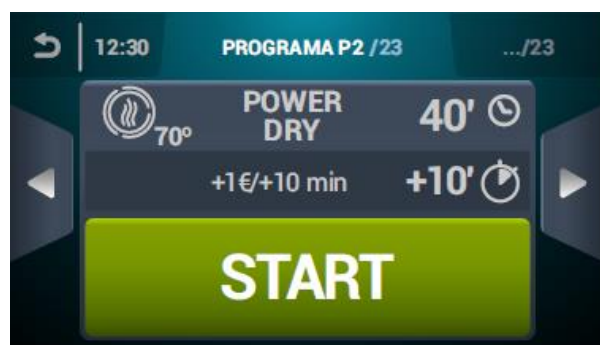 12:30 PROGRAMA P2 /23 .../23
70º POWER DRY 40'
+1€/+10 min +10'
START